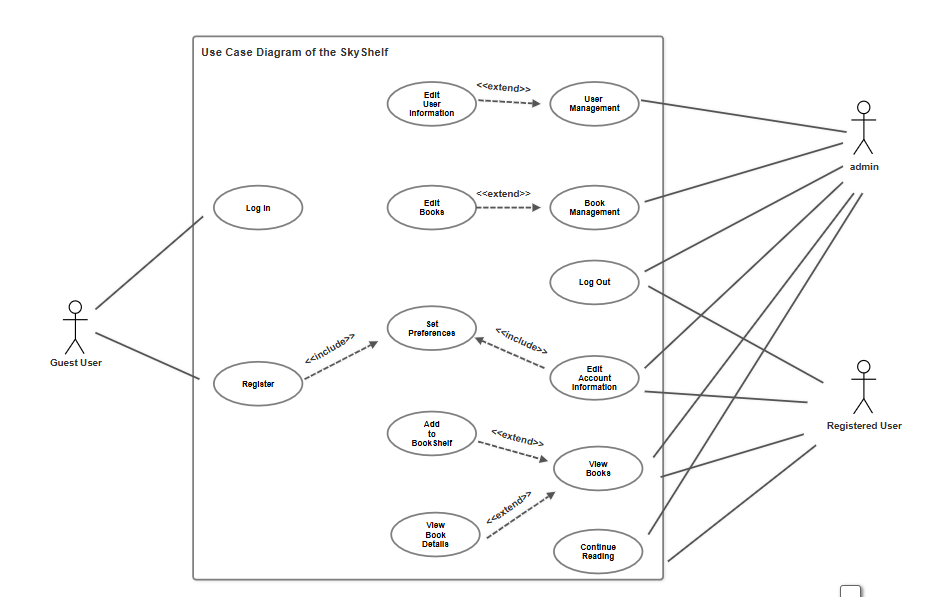 Use Case Diagram of the SkyShelf
<<extend>>
Edit
User
Information
User
Management
admin
Log In
<<extend>>
Edit
Books
Book
Management
Log Out
Guest User
Set
Preferences
<<include>>
<<include>>
Register
Edit
Account
Information
Registered User
Add
to
BookShelf
<<extend>>
View
Books
<<extend>>
View
Book
Details
Continue
Reading